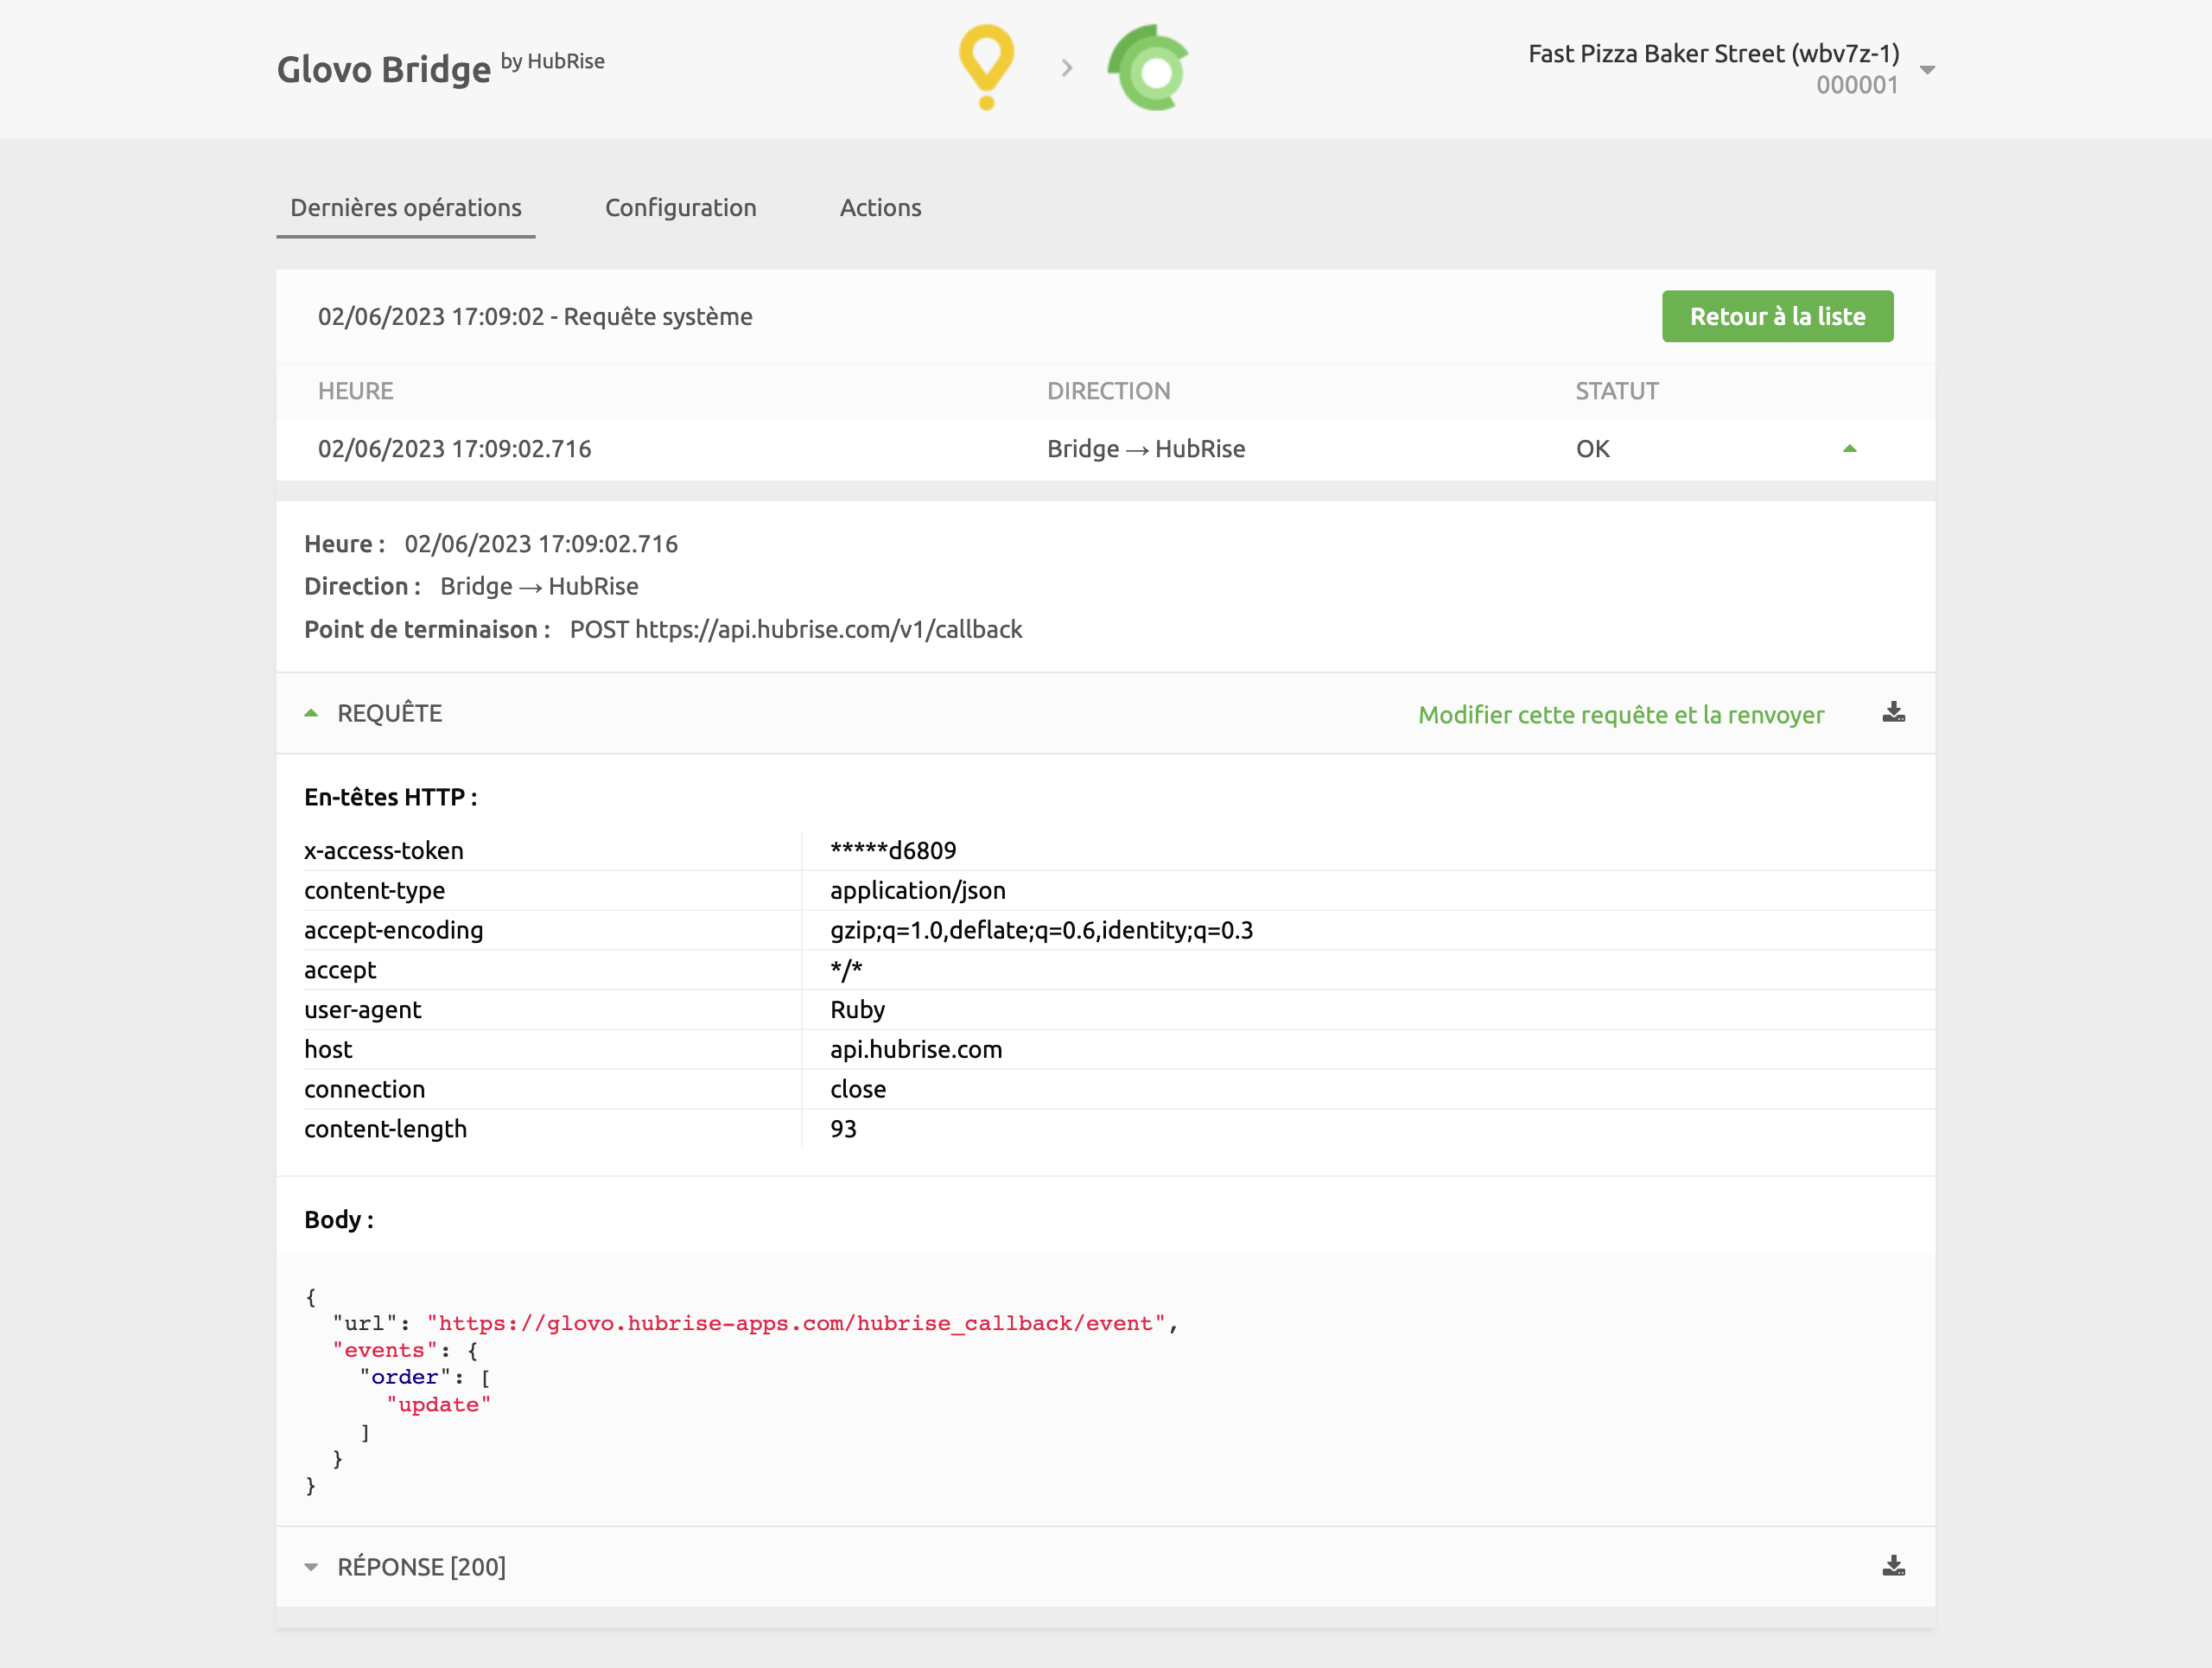 Glovo Bridge by HubRise
Fast Pizza Baker Street (wbv7z-1)
000001
Dernières opérations Configuration Actions
02/06/2023 17:09:02 - Requête système Retour à la liste
HEURE DIRECTION STATUT
02/06/2023 17:09:02.716 Bridge → HubRise OK
Heure : 02/06/2023 17:09:02.716
Direction : Bridge → HubRise
Point de terminaison : POST https://api.hubrise.com/v1/callback
REQUÊTE Modifier cette requête et la renvoyer
En-têtes HTTP :
x-access-token *****d6809
content-type application/json
accept-encoding gzip;q=1.0,deflate;q=0.6,identity;q=0.3
accept */*
user-agent Ruby
host api.hubrise.com
connection close
content-length 93
Body :
{
"url": "https://glovo.hubrise-apps.com/hubrise_callback/event",
"events": {
"order": [
"update"
]
}
}
RÉPONSE [200]